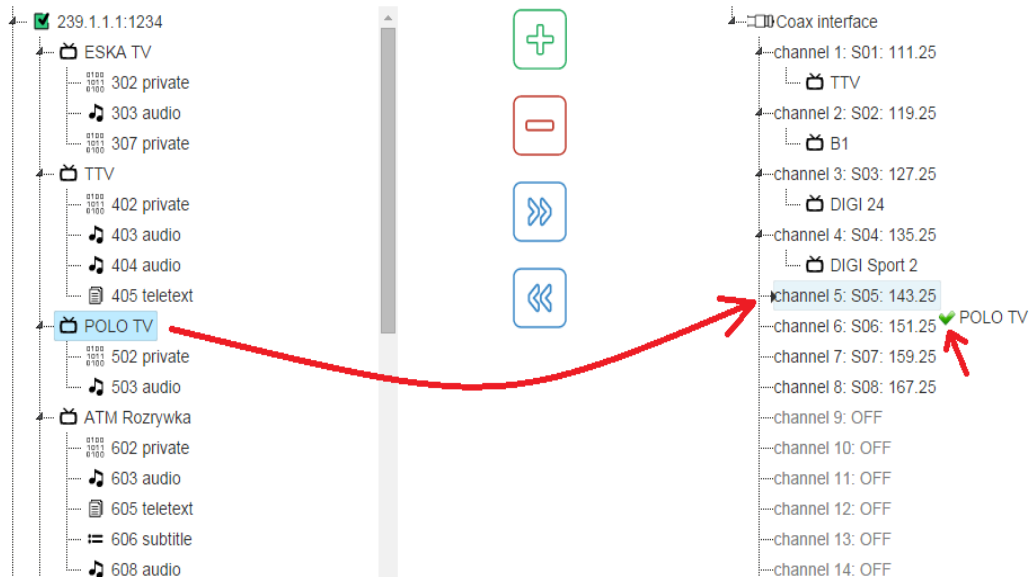 239.1.1.1:1234
ESKA TV
302 private
303 audio
307 private
TTV
402 private
403 audio
404 audio
405 teletext
POLO TV
502 private
503 audio
ATM Rozrywka
602 private
603 audio
605 teletext
606 subtitle
608 audio
Coax interface
channel 1: S01: 111.25
TTV
channel 2: S02: 119.25
B1
channel 3: S03: 127.25
DIGI 24
channel 4: S04: 135.25
DIGI Sport 2
channel 5: S05: 143.25
channel 6: S06: 151.25
POLO TV
channel 7: S07: 159.25
channel 8: S08: 167.25
channel 9: OFF
channel 10: OFF
channel 11: OFF
channel 12: OFF
channel 13: OFF
channel 14: OFF